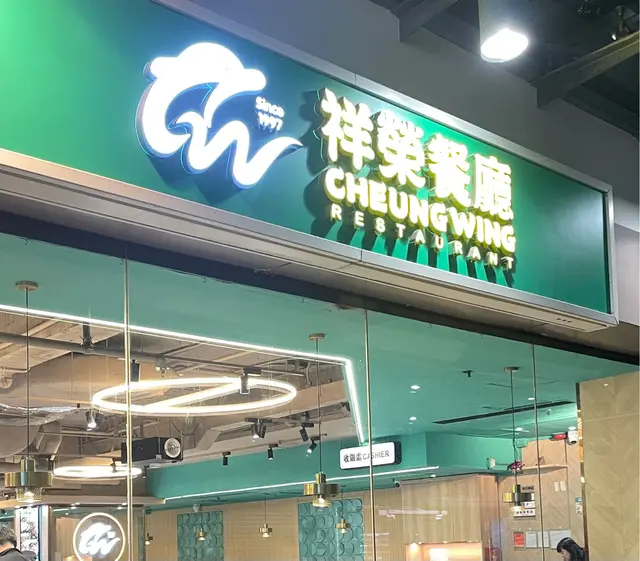 Since
1997
祥榮餐廳
CHEUNG WING
RESTAURANT
收銀處 CASHIER